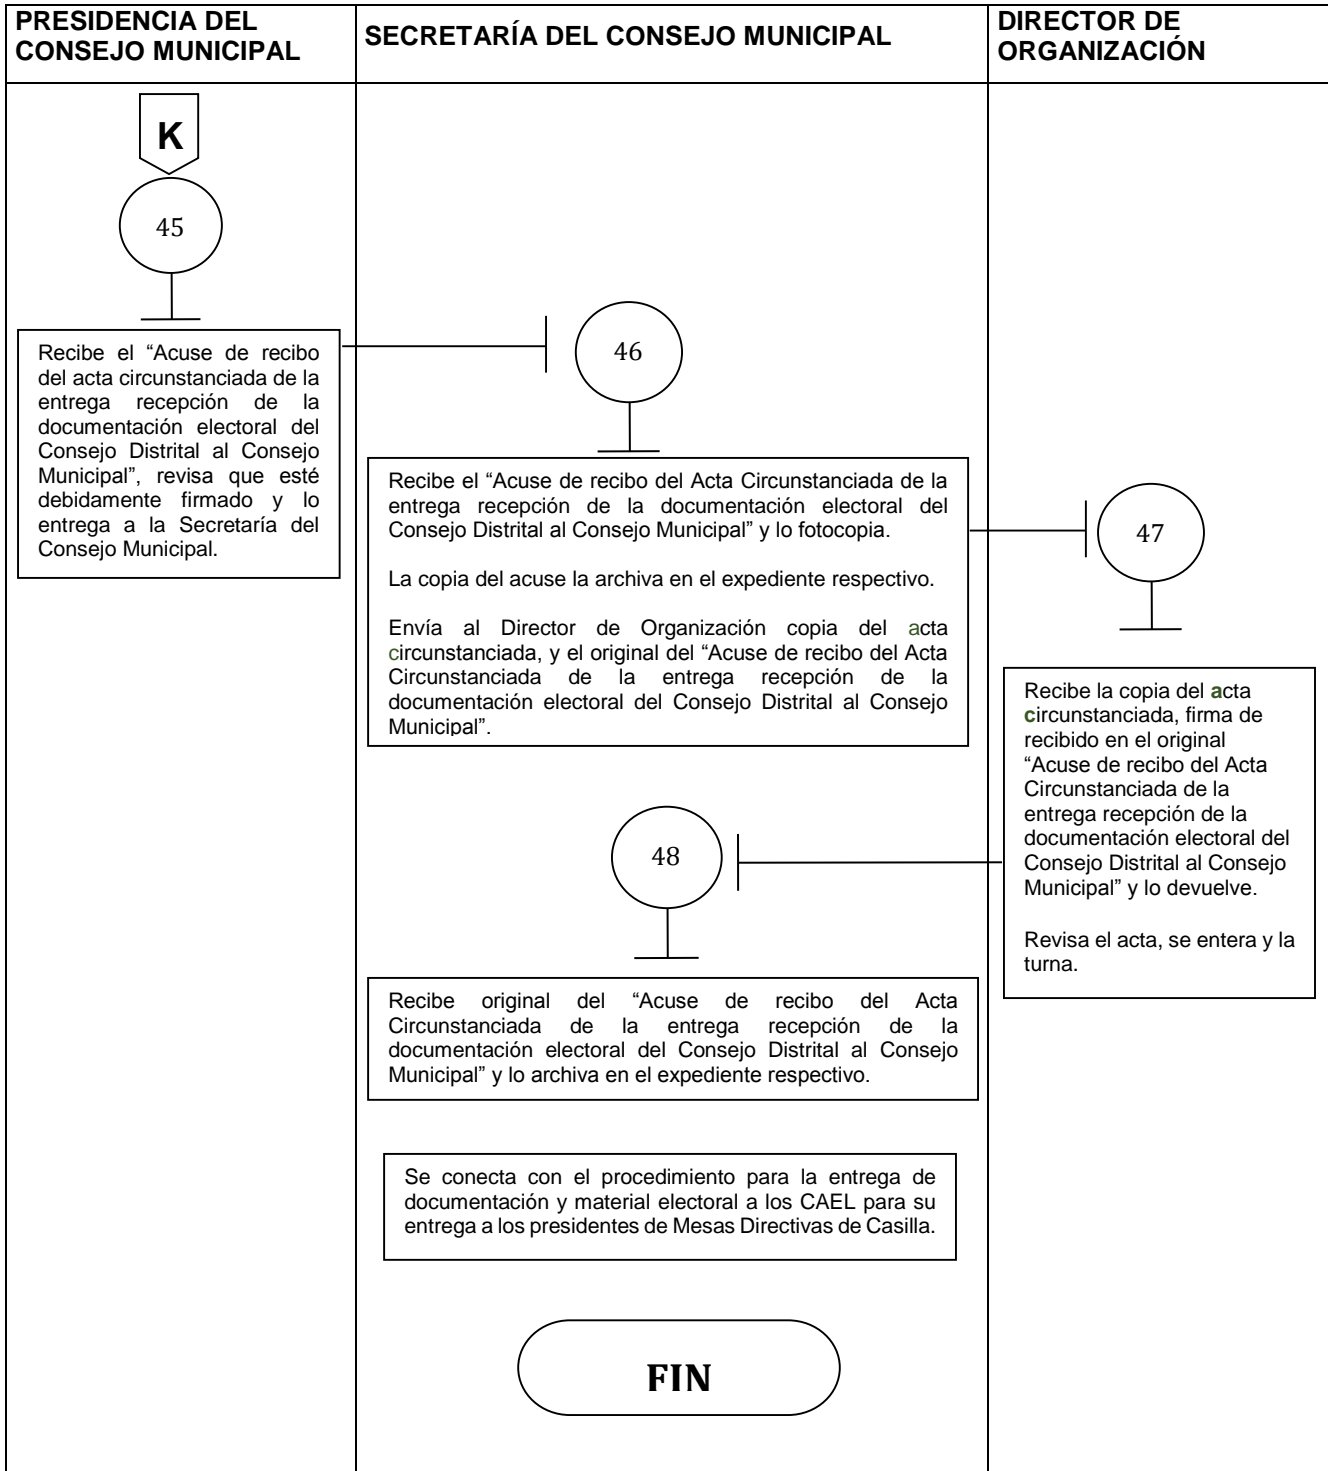 PRESIDENCIA DEL
CONSEJO MUNICIPAL
SECRETARÍA DEL CONSEJO MUNICIPAL
DIRECTOR DE
ORGANIZACIÓN
K
45
Recibe el “Acuse de recibo
del acta circunstanciada de la
entrega recepción de la
documentación electoral del
Consejo Distrital al Consejo
Municipal”, revisa que esté
debidamente firmado y lo
entrega a la Secretaría del
Consejo Municipal.
46
Recibe el “Acuse de recibo del Acta Circunstanciada de la
entrega recepción de la documentación electoral del
Consejo Distrital al Consejo Municipal” y lo fotocopia.
La copia del acuse la archiva en el expediente respectivo.
Envía al Director de Organización copia del acta
circunstanciada, y el original del “Acuse de recibo del Acta
Circunstanciada de la entrega recepción de la
documentación electoral del Consejo Distrital al Consejo
Municipal”.
47
Recibe la copia del acta
circunstanciada, firma de
recibido en el original
“Acuse de recibo del Acta
Circunstanciada de la
entrega recepción de la
documentación electoral del
Consejo Distrital al Consejo
Municipal” y lo devuelve.
Revisa el acta, se entera y la
turna.
48
Recibe original del “Acuse de recibo del Acta
Circunstanciada de la entrega recepción de la
documentación electoral del Consejo Distrital al Consejo
Municipal” y lo archiva en el expediente respectivo.
Se conecta con el procedimiento para la entrega de
documentación y material electoral a los CAEL para su
entrega a los presidentes de Mesas Directivas de Casilla.
FIN